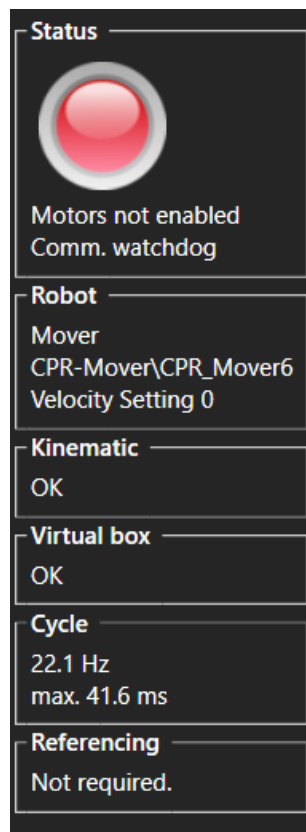 Status
Motors not enabled
Comm. watchdog
Robot
Mover
CPR-Mover\CPR_Mover6
Velocity Setting 0
Kinematic
OK
Virtual box
OK
Cycle
22.1 Hz
max. 41.6 ms
Referencing
Not required.